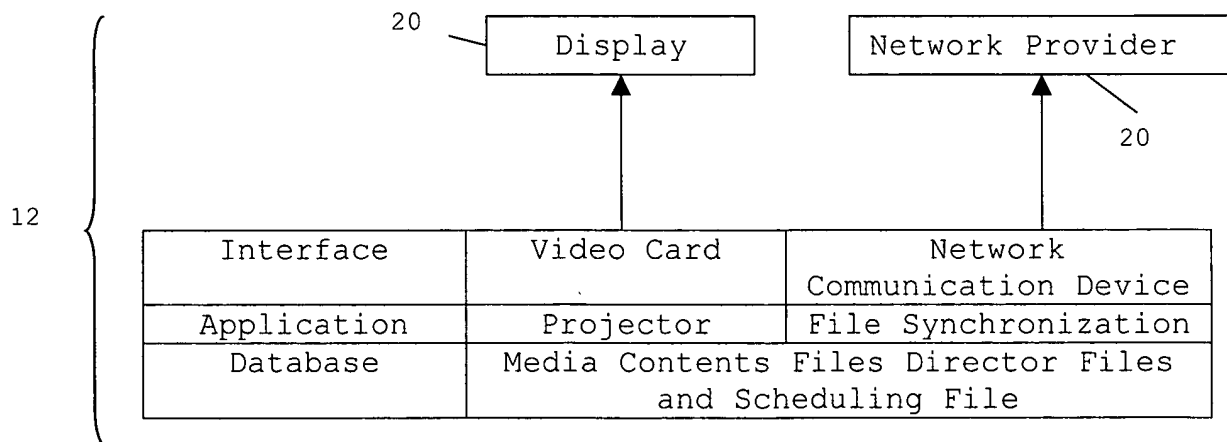 20
Display
Network Provider
20
12
Interface
Video Card
Network
Communication Device
Application
Projector
File Synchronization
Database
Media Contents Files Director Files
and Scheduling File